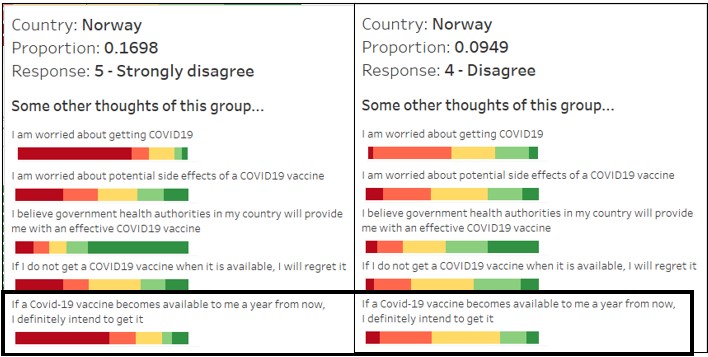 Country: Norway
Proportion: 0.1698
Response: 5 - Strongly disagree
Some other thoughts of this group...
I am worried about getting COVID19
I am worried about potential side effects of a COVID19 vaccine
I believe government health authorities in my country will provide
me with an effective COVID19 vaccine
If I do not get a COVID19 vaccine when it is available, I will regret it
If a Covid-19 vaccine becomes available to me a year from now,
I definitely intend to get it
Country: Norway
Proportion: 0.0949
Response: 4 - Disagree
Some other thoughts of this group...
I am worried about getting COVID19
I am worried about potential side effects of a COVID19 vaccine
I believe government health authorities in my country will provide
me with an effective COVID19 vaccine
If I do not get a COVID19 vaccine when it is available, I will regret it
If a Covid-19 vaccine becomes available to me a year from now,
I definitely intend to get it